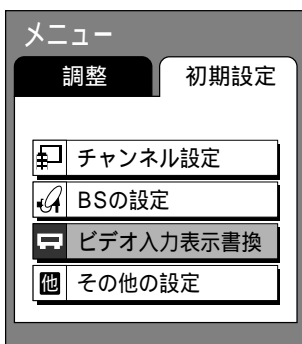 メニュー
調整 初期設定
チャンネル設定
BSの設定
ビデオ入力表示書換
他 その他の設定